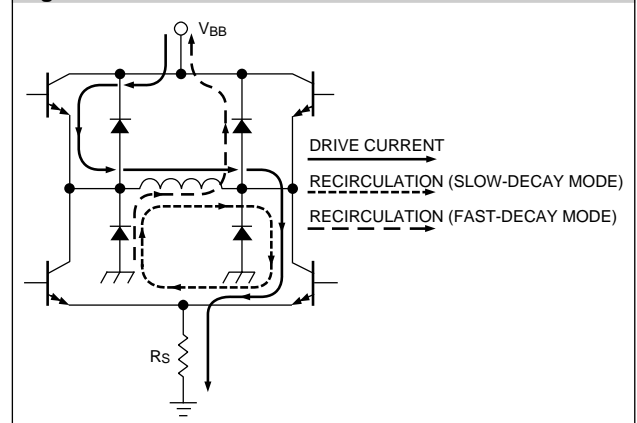 VBB
DRIVE CURRENT
RECIRCULATION (SLOW-DECAY MODE)
RECIRCULATION (FAST-DECAY MODE)
RS